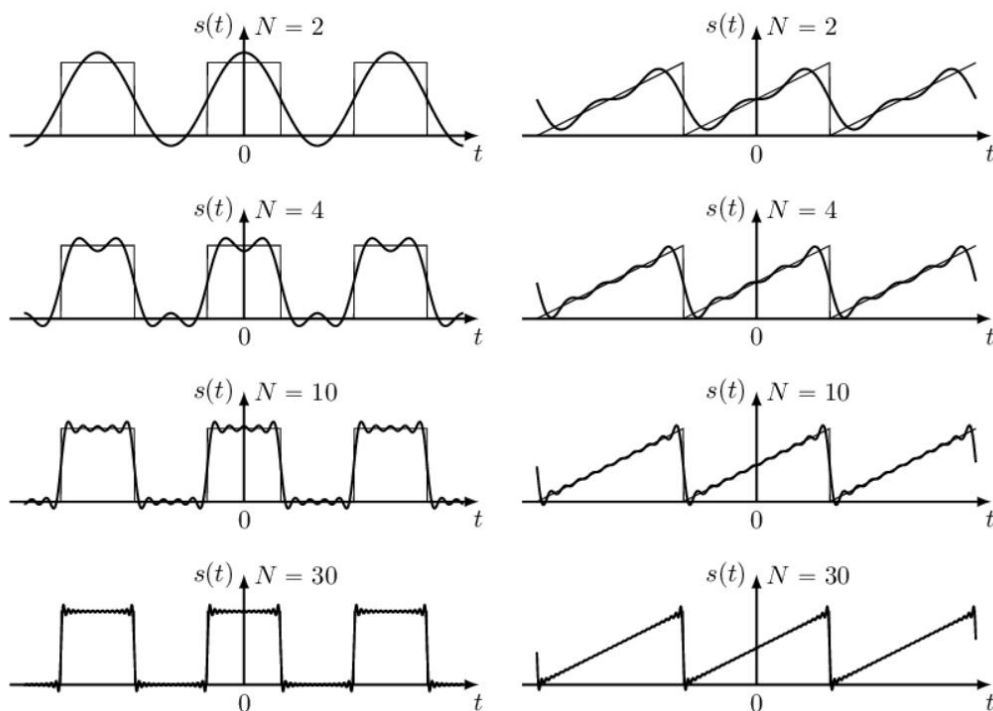 s(t) N = 2
0
t
s(t) N = 2
0
t
s(t) N = 4
0
t
s(t) N = 4
0
t
s(t) N = 10
0
t
s(t) N = 10
0
t
s(t) N = 30
0
t
s(t) N = 30
0
t